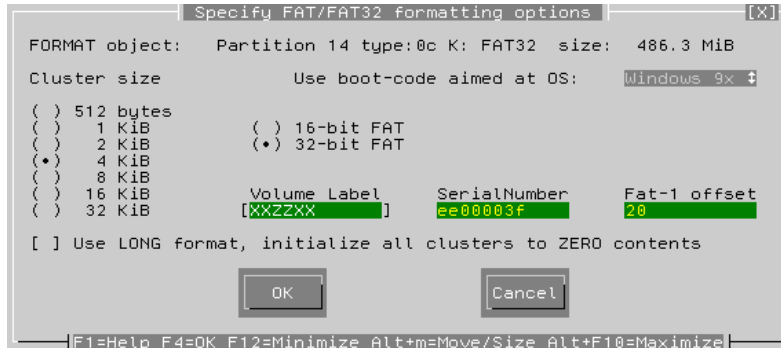 Specify FAT/FAT32 formatting options [X]
FORMAT object: Partition 14 type:0c K: FAT32 size: 486.3 MiB
Cluster size Use boot-code aimed at OS: Windows 9x
( ) 512 bytes
( ) 1 KiB ( ) 16-bit FAT
( ) 2 KiB (•) 32-bit FAT
(•) 4 KiB
( ) 8 KiB
( ) 16 KiB Volume Label SerialNumber Fat-1 offset
( ) 32 KiB [XXZZXX ] ee00003f 20
[ ] Use LONG format, initialize all clusters to ZERO contents
OK Cancel
F1=Help F4=OK F12=Minimize Alt+m=Move/Size Alt+F10=Maximize